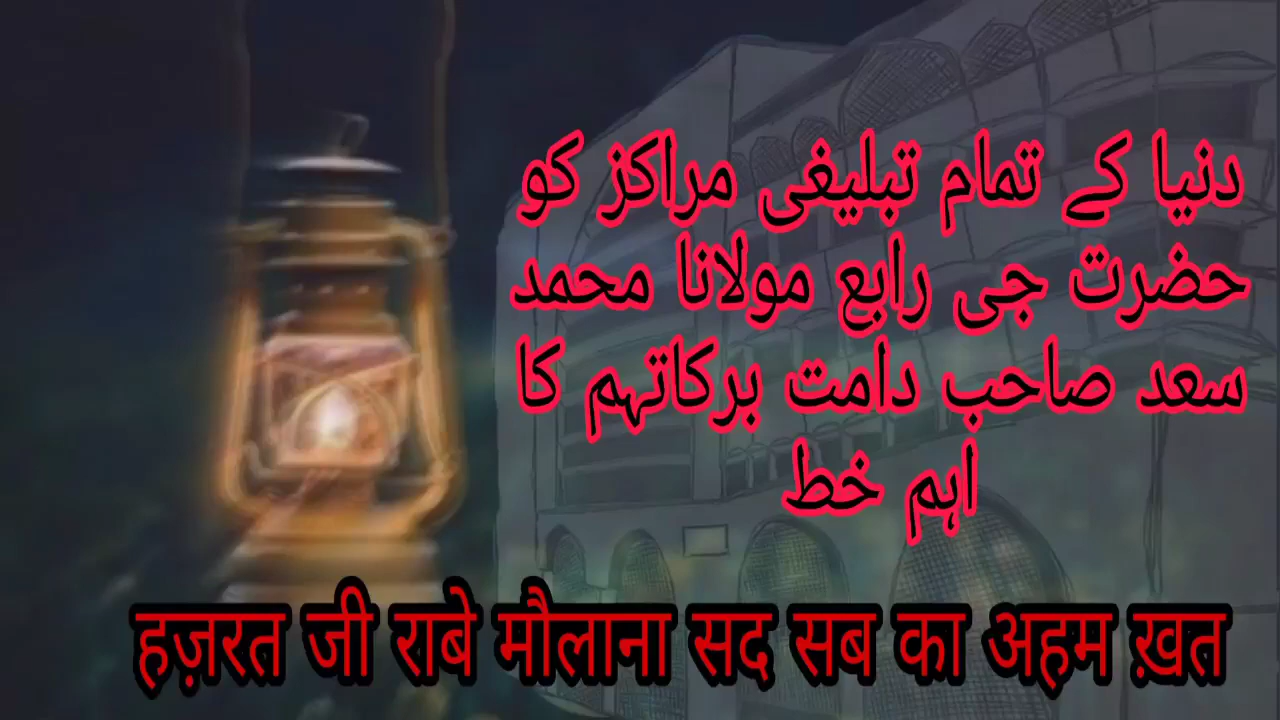 دنیا کے تمام تبلیغی مراکز کو
حضرت جی رابع مولانا محمد
سعد صاحب دامت برکاتہم کا
اہم خط
हज़रत जी राबे मौलाना सद सब का अहम ख़त